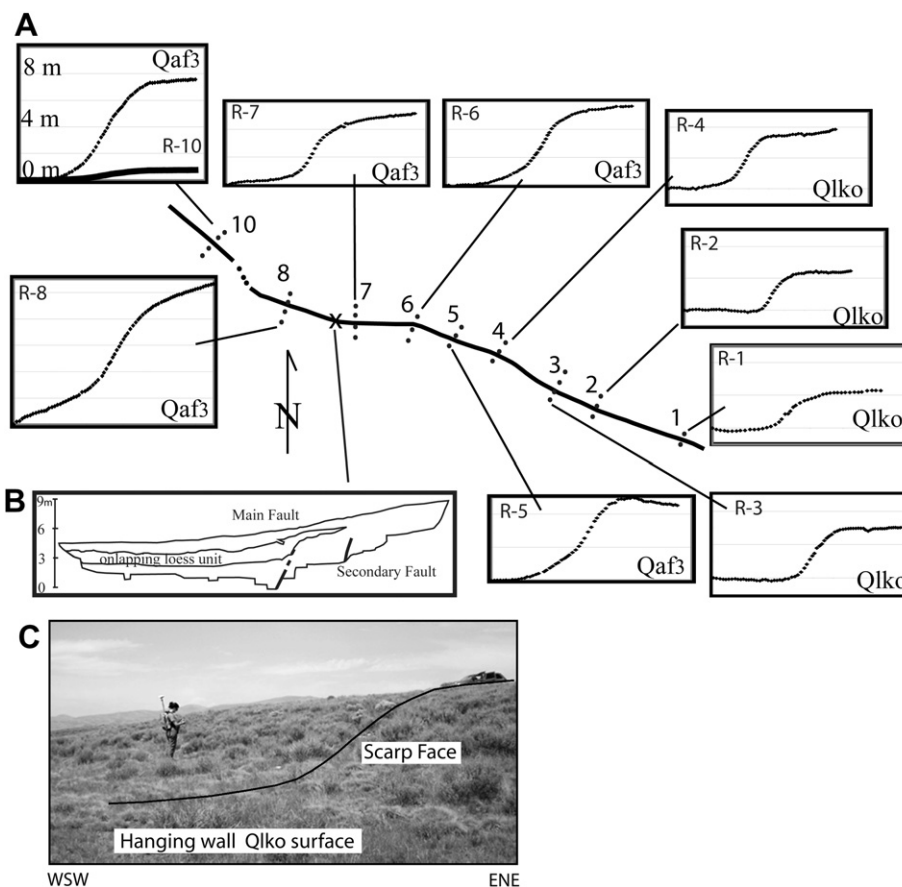 A
8 m
Qaf3
4 m
R-10
0 m
R-7
Qaf3
R-6
Qaf3
R-4
Qlko
R-2
Qlko
R-1
Qlko
R-8
Qaf3
10
8
7
6
5
4
3
2
1
X
N
R-5
Qaf3
R-3
Qlko
B
9m
6
3
0
Main Fault
onlapping loess unit
Secondary Fault
C
Scarp Face
Hanging wall Qlko surface
WSW
ENE